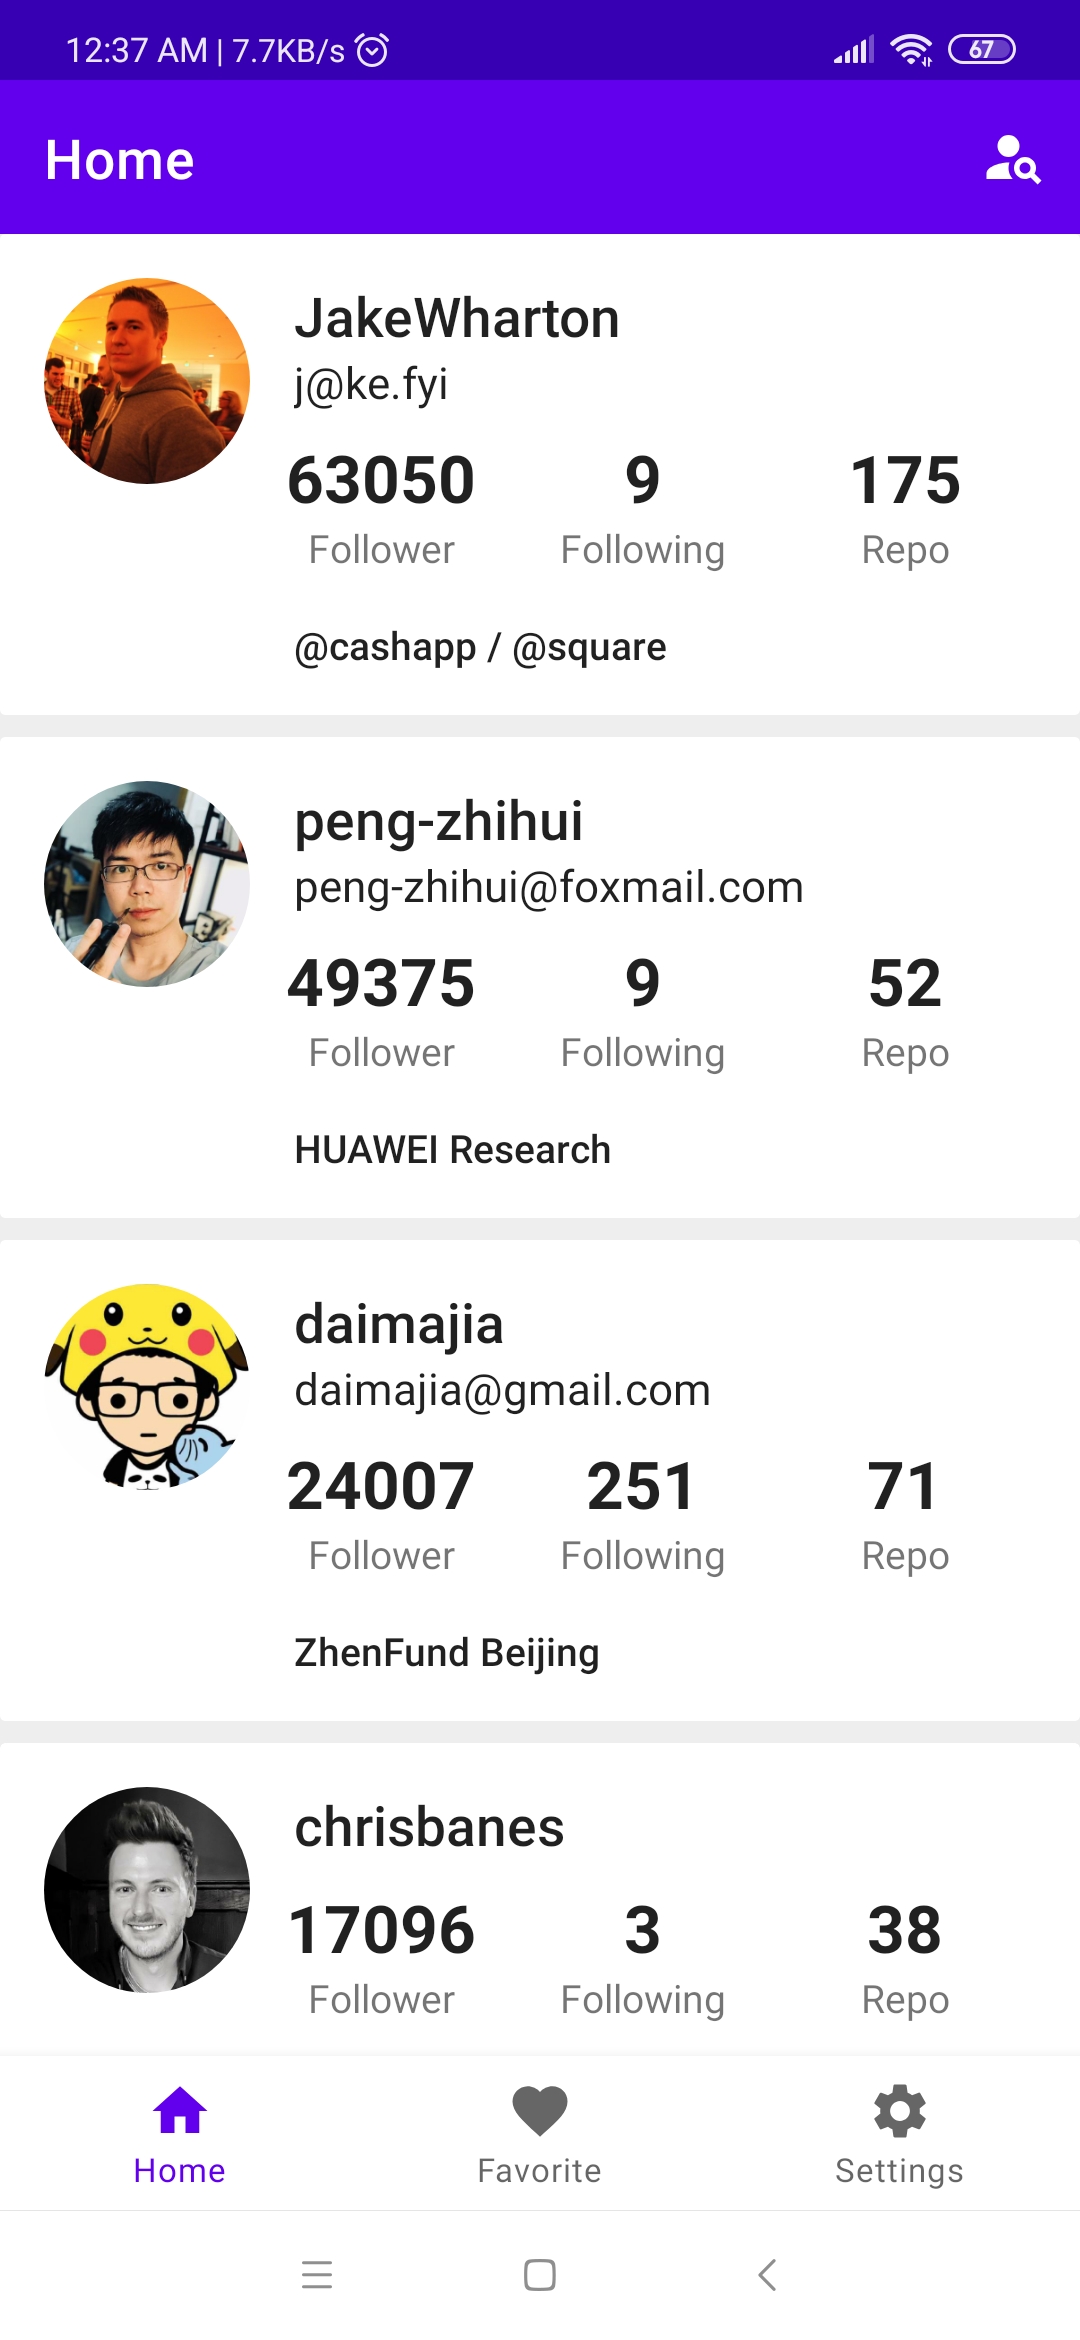 12:37 AM | 7.7KB/s 67
Home
JakeWharton
j@ke.fyi
63050 9 175
Follower Following Repo
@cashapp / @square
peng-zhihui
peng-zhihui@foxmail.com
49375 9 52
Follower Following Repo
HUAWEI Research
daimajia
daimajia@gmail.com
24007 251 71
Follower Following Repo
ZhenFund Beijing
chrisbanes
17096 3 38
Follower Following Repo
Home Favorite Settings